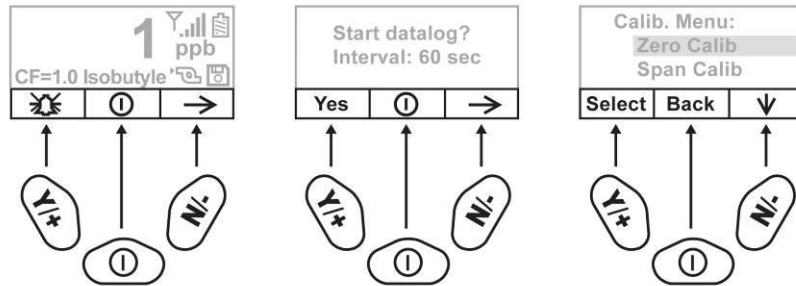 1
ppb
CF=1.0 Isobutyle
Y/+
N/-
Start datalog?
Interval: 60 sec
Yes
Y/+
N/-
Calib. Menu:
Zero Calib
Span Calib
Select Back
Y/+
N/-